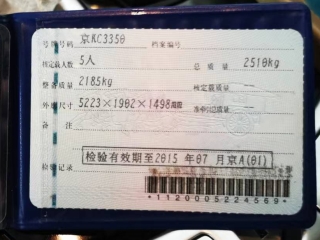 号牌号码 京KC3350 档案编号
核定载人数 5人 总质量 2510kg
整备质量 2185kg 核定载质量 —
外廓尺寸 5223×1902×1498mm 准牵引总质量 —
备注
检验有效期至2015 年07 月京A(01)
检验记录
*1120005224569*